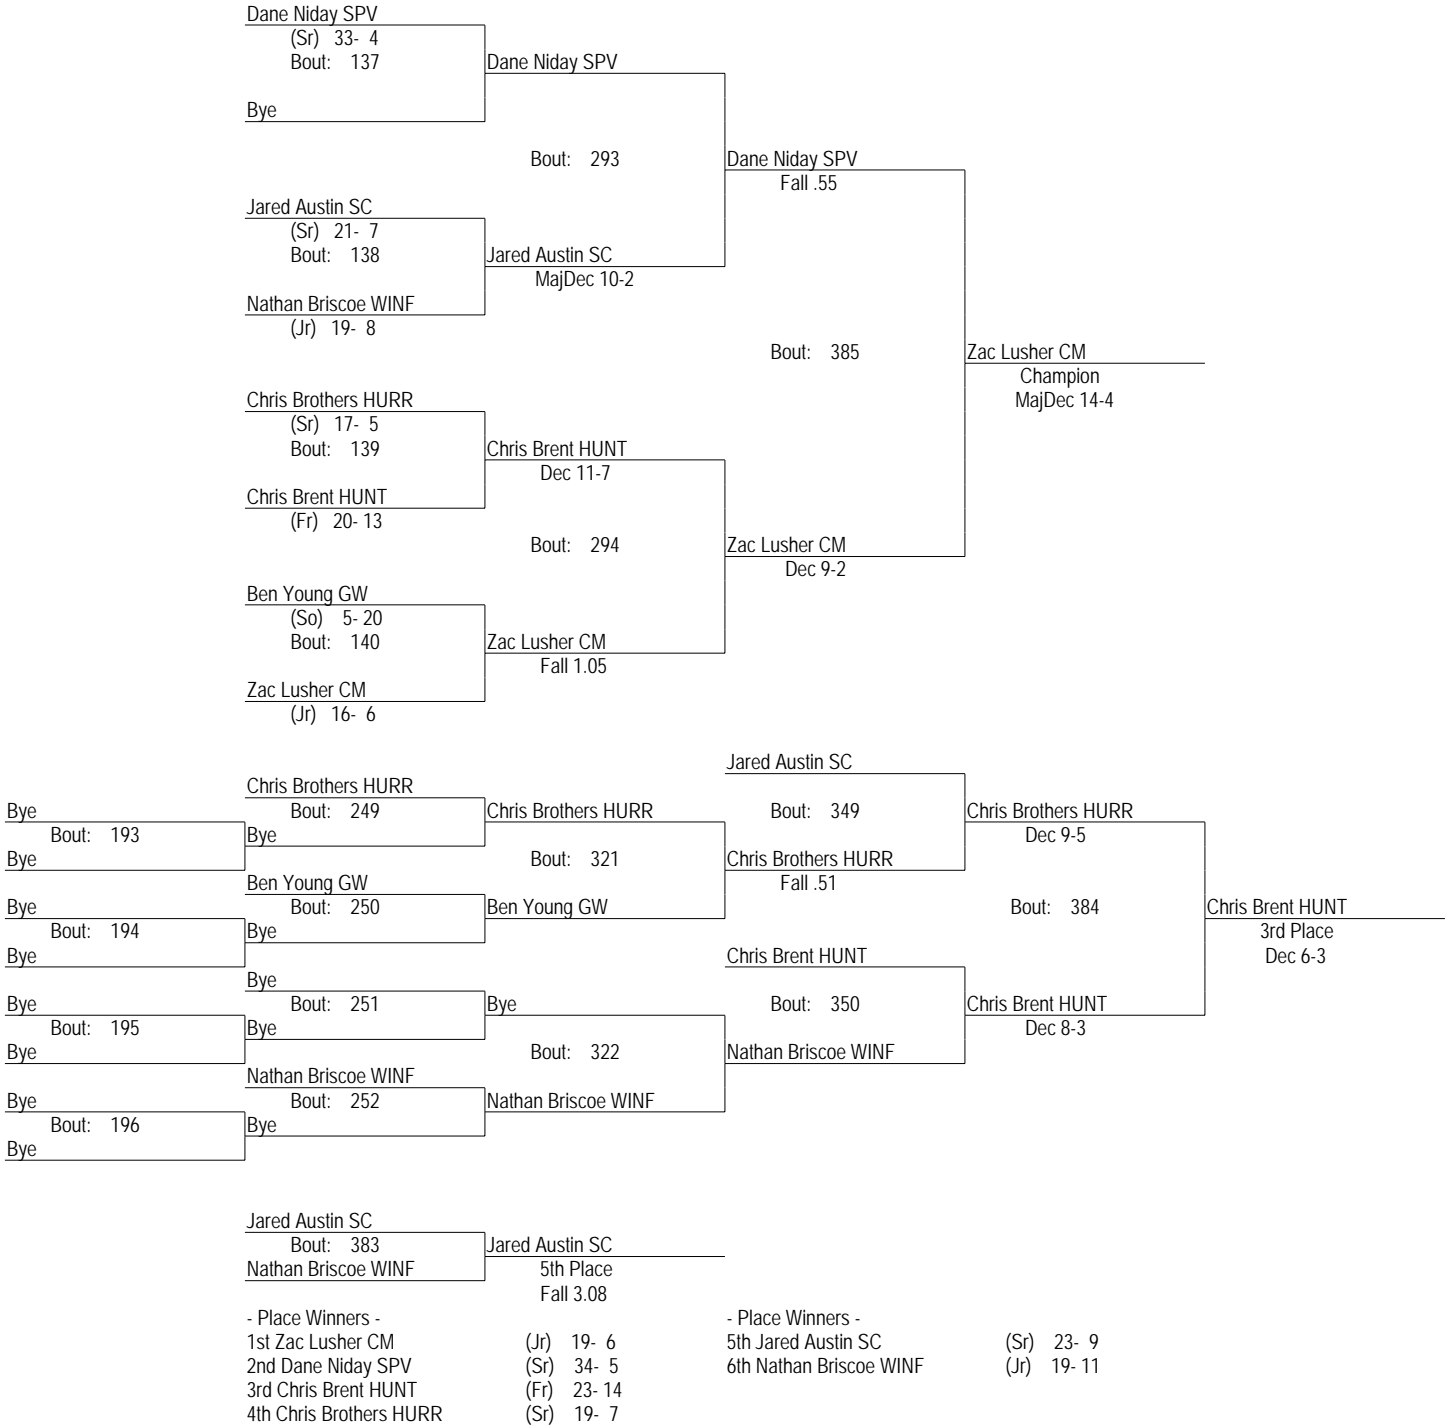 Dane Niday SPV
(Sr) 33- 4
Bout: 137
Dane Niday SPV
Bye
Bout: 293
Dane Niday SPV
Fall .55
Jared Austin SC
(Sr) 21- 7
Bout: 138
Jared Austin SC
MajDec 10-2
Nathan Briscoe WINF
(Jr) 19- 8
Bout: 385
Zac Lusher CM
Champion
MajDec 14-4
Chris Brothers HURR
(Sr) 17- 5
Bout: 139
Chris Brent HUNT
Dec 11-7
Chris Brent HUNT
(Fr) 20- 13
Bout: 294
Zac Lusher CM
Dec 9-2
Ben Young GW
(So) 5- 20
Bout: 140
Zac Lusher CM
Fall 1.05
Zac Lusher CM
(Jr) 16- 6
Jared Austin SC
Chris Brothers HURR
Bye
Bout: 249
Chris Brothers HURR
Bout: 349
Chris Brothers HURR
Bout: 193
Bye
Dec 9-5
Bye
Bout: 321
Chris Brothers HURR
Ben Young GW
Fall .51
Bye
Bout: 250
Ben Young GW
Bout: 384
Chris Brent HUNT
Bout: 194
Bye
3rd Place
Bye
Chris Brent HUNT
Dec 6-3
Bye
Bye
Bout: 251
Bye
Bout: 350
Chris Brent HUNT
Bout: 195
Bye
Dec 8-3
Bye
Bout: 322
Nathan Briscoe WINF
Nathan Briscoe WINF
Bye
Bout: 252
Nathan Briscoe WINF
Bout: 196
Bye
Bye
Jared Austin SC
Bout: 383
Jared Austin SC
Nathan Briscoe WINF
5th Place
Fall 3.08
- Place Winners -
1st Zac Lusher CM (Jr) 19- 6
2nd Dane Niday SPV (Sr) 34- 5
3rd Chris Brent HUNT (Fr) 23- 14
4th Chris Brothers HURR (Sr) 19- 7
- Place Winners -
5th Jared Austin SC (Sr) 23- 9
6th Nathan Briscoe WINF (Jr) 19- 11